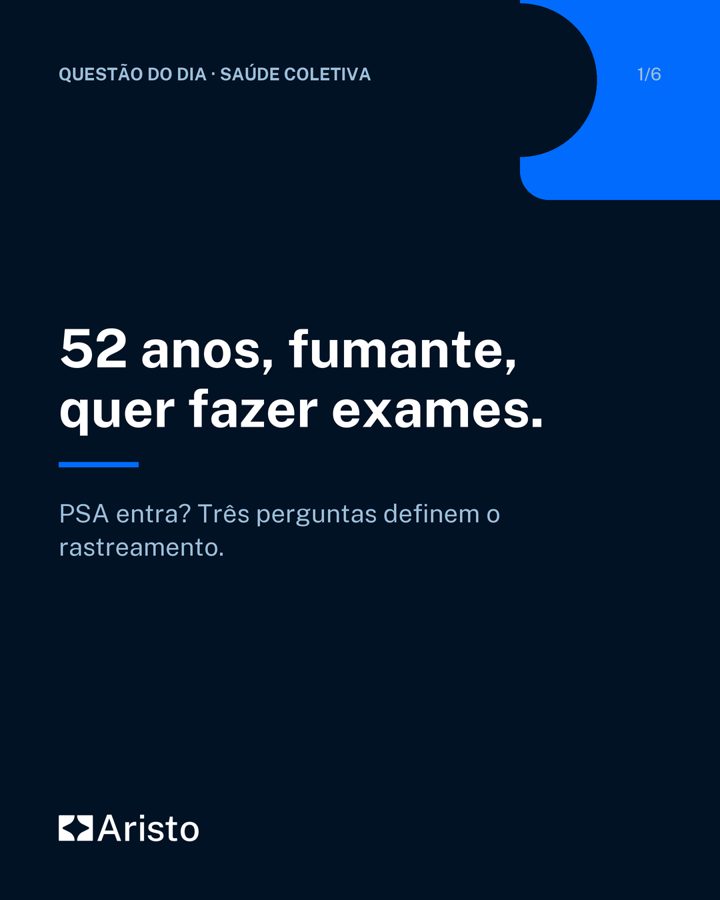 QUESTÃO DO DIA · SAÚDE COLETIVA
1/6
52 anos, fumante,
quer fazer exames.
PSA entra? Três perguntas definem o
rastreamento.
Aristo